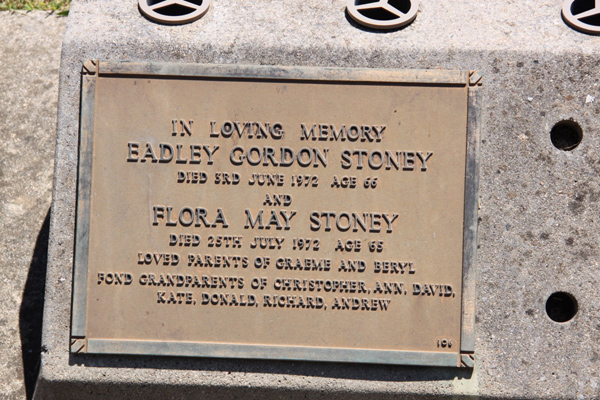 IN LOVING MEMORY
EADLEY GORDON STONEY
DIED 3RD JUNE 1972 AGE 66
AND
FLORA MAY STONEY
DIED 25TH JULY 1972 AGE 65
LOVED PARENTS OF GRAEME AND BERYL
FOND GRANDPARENTS OF CHRISTOPHER, ANN, DAVID,
KATE, DONALD, RICHARD, ANDREW